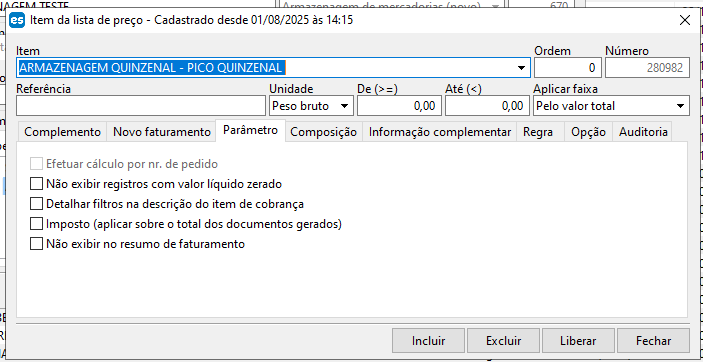 NAGEM TESTE Armazenagem de mercadorias (novo) 670
es Item da lista de preço - Cadastrado desde 01/08/2025 às 14:15
Item Ordem Número
ARMAZENAGEM QUINZENAL - PICO QUINZENAL 0 280982
Referência Unidade De (>=) Até (<) Aplicar faixa
Peso bruto 0,00 0,00 Pelo valor total
Complemento Novo faturamento Parâmetro Composição Informação complementar Regra Opção Auditoria
Efetuar cálculo por nr. de pedido
Não exibir registros com valor líquido zerado
Detalhar filtros na descrição do item de cobrança
Imposto (aplicar sobre o total dos documentos gerados)
Não exibir no resumo de faturamento
Incluir Excluir Liberar Fechar